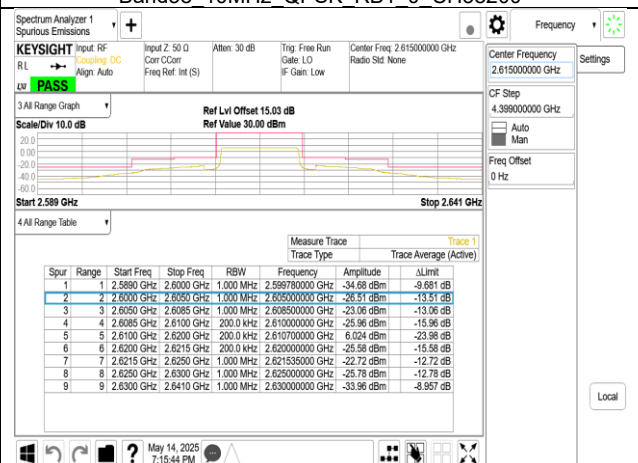 Spectrum Analyzer 1
Spurious Emissions
Frequency
KEYSIGHT
Input: RF
Input Z: 50 Ω
Atten: 30 dB
Trig: Free Run
Center Freq: 2.615000000 GHz
RL
Coupling: DC
Corr CCorr
Gate: LO
Radio Std: None
Align: Auto
Freq Ref: Int (S)
IF Gain: Low
PASS
Center Frequency
2.615000000 GHz
Settings
CF Step
4.399000000 GHz
Auto
Man
Freq Offset
0 Hz
3 All Range Graph
Ref Lvl Offset 15.03 dB
Scale/Div 10.0 dB
Ref Value 30.00 dBm
20.0
0.00
-20.0
-40.0
-60.0
Start 2.589 GHz
Stop 2.641 GHz
4 All Range Table
Measure Trace Trace 1
Trace Type Trace Average (Active)
Spur Range Start Freq Stop Freq RBW Frequency Amplitude ΔLimit
1 1 2.5890 GHz 2.6000 GHz 1.000 MHz 2.599780000 GHz -34.68 dBm -9.681 dB
2 2 2.6000 GHz 2.6050 GHz 1.000 MHz 2.605000000 GHz -26.51 dBm -13.51 dB
3 3 2.6050 GHz 2.6085 GHz 1.000 MHz 2.608500000 GHz -23.06 dBm -13.06 dB
4 4 2.6085 GHz 2.6100 GHz 200.0 kHz 2.610000000 GHz -25.96 dBm -15.96 dB
5 5 2.6100 GHz 2.6200 GHz 200.0 kHz 2.610700000 GHz 6.024 dBm -23.98 dB
6 6 2.6200 GHz 2.6215 GHz 200.0 kHz 2.620000000 GHz -25.58 dBm -15.58 dB
7 7 2.6215 GHz 2.6250 GHz 1.000 MHz 2.621535000 GHz -22.72 dBm -12.72 dB
8 8 2.6250 GHz 2.6300 GHz 1.000 MHz 2.625000000 GHz -25.78 dBm -12.78 dB
9 9 2.6300 GHz 2.6410 GHz 1.000 MHz 2.630000000 GHz -33.96 dBm -8.957 dB
Local
May 14, 2025
7:15:44 PM